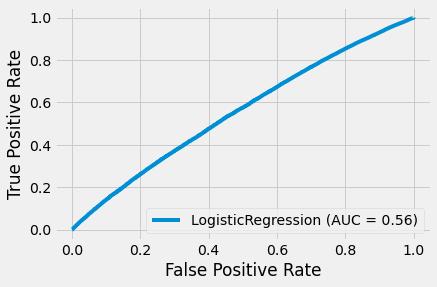 1.0
0.8
0.6
0.4
0.2
0.0
True Positive Rate
LogisticRegression (AUC = 0.56)
0.0 0.2 0.4 0.6 0.8 1.0
False Positive Rate